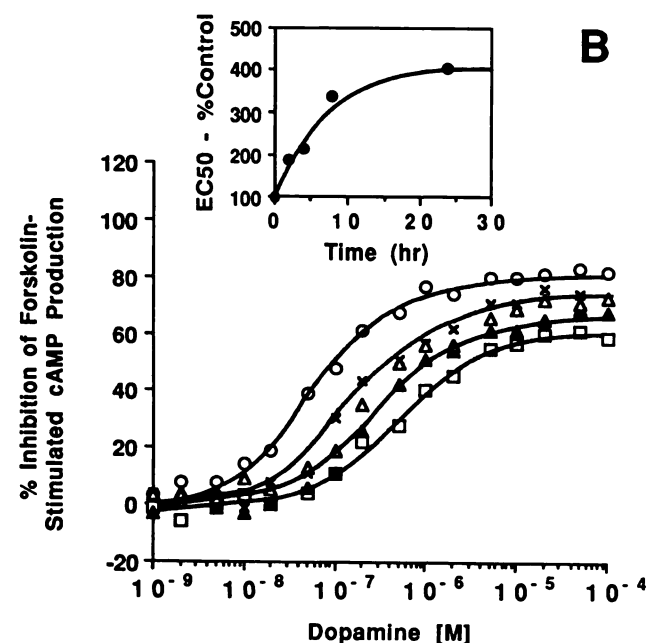 B
500
400
300
200
100
EC50 - %Control
0 10 20 30
Time (hr)
120
100
80
60
40
20
0
-20
% Inhibition of Forskolin-
Stimulated cAMP Production
10-9 10-8 10-7 10-6 10-5 10-4
Dopamine [M]